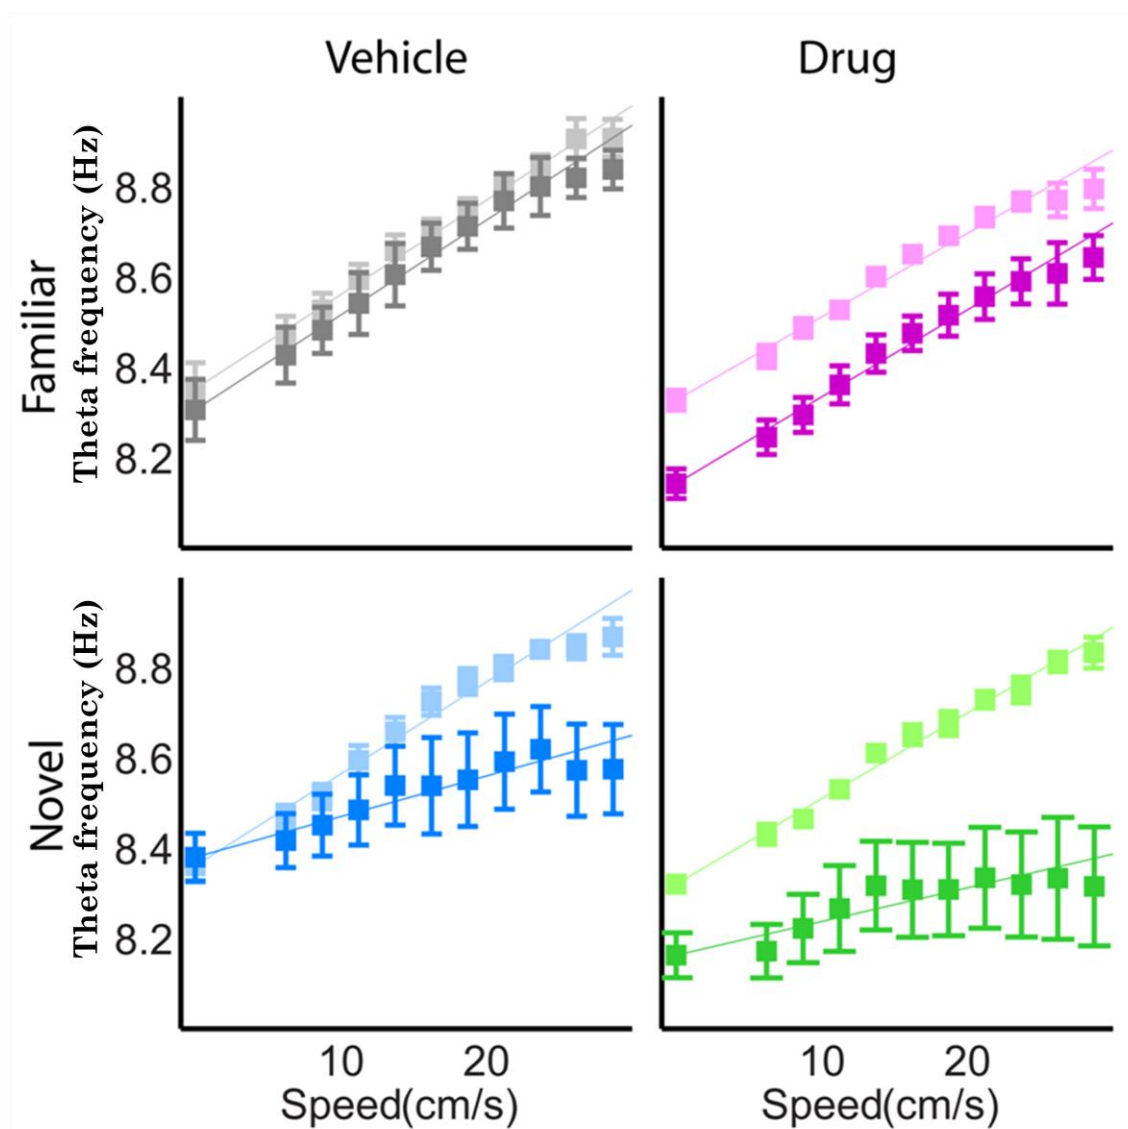 Vehicle
Drug
Familiar
Theta frequency (Hz)
8.8
8.6
8.4
8.2
Novel
Theta frequency (Hz)
8.8
8.6
8.4
8.2
10
20
10
20
Speed(cm/s)
Speed(cm/s)